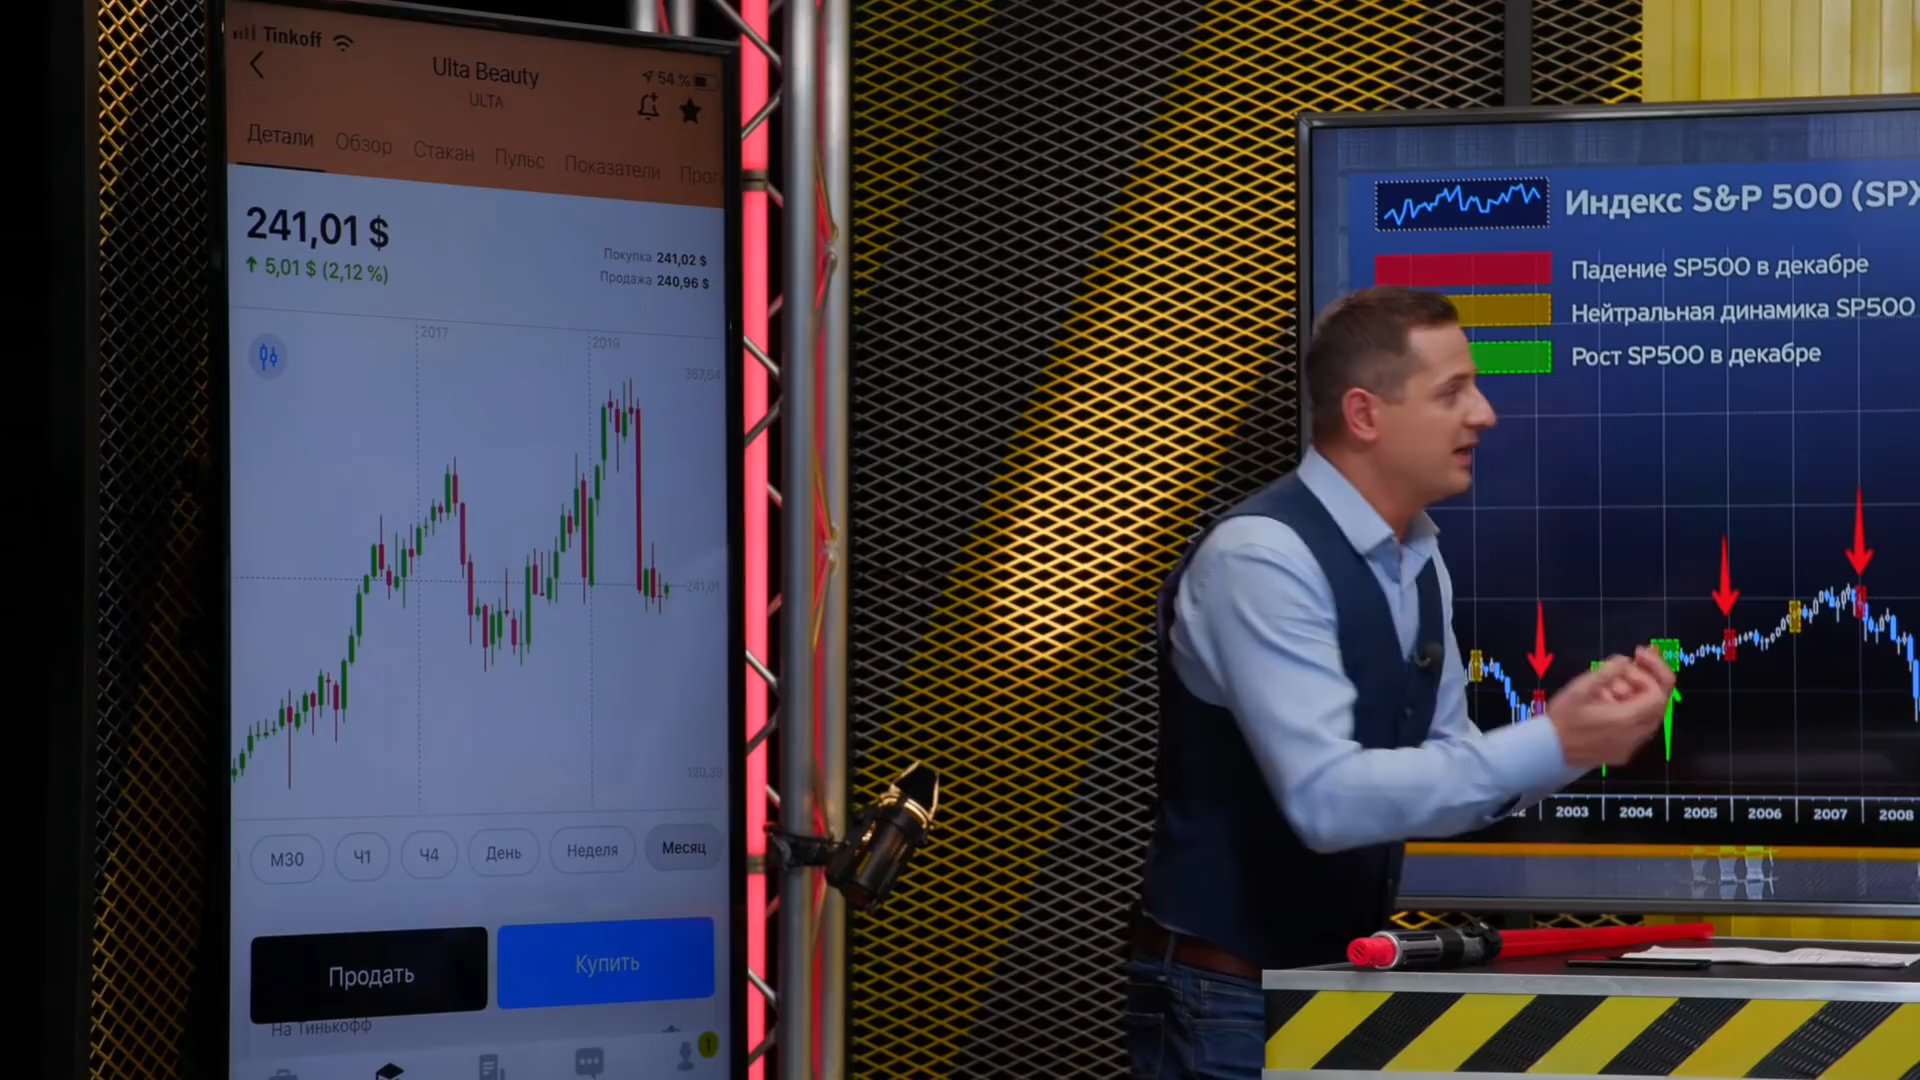 Tinkoff
54 %
Ulta Beauty
ULTA
Детали Обзор Стакан Пульс Показатели Прог
241,01 $
5,01 $ (2,12 %)
Покупка 241,02 $
Продажа 240,96 $
2017
2019
367,64
241,01
120,38
М30 Ч1 Ч4 День Неделя Месяц
Продать Купить
На Тинькофф
1
Индекс S&P 500 (SPX
Падение SP500 в декабре
Нейтральная динамика SP500
Рост SP500 в декабре
2003 2004 2005 2006 2007 2008